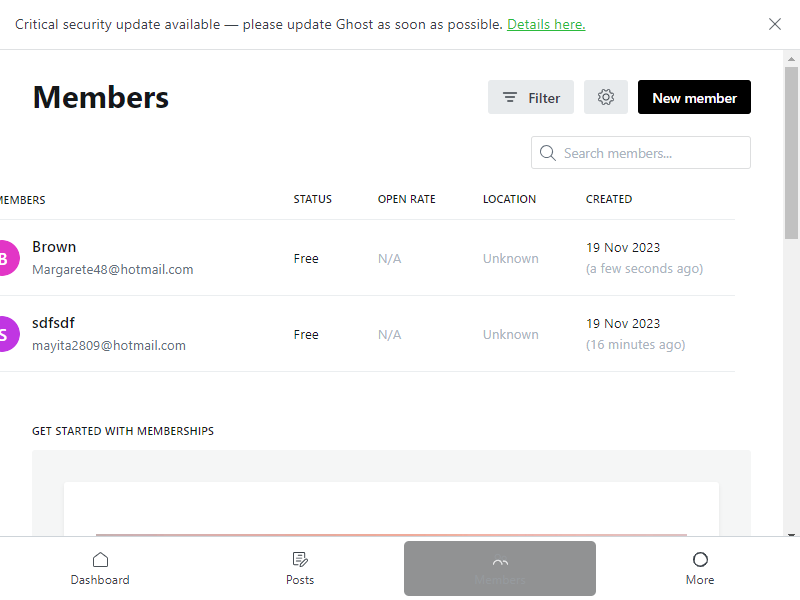 Critical security update available — please update Ghost as soon as possible. Details here.
Members
Filter
New member
Search members...
MEMBERS STATUS OPEN RATE LOCATION CREATED
B
Brown
Margarete48@hotmail.com
Free
N/A
Unknown
19 Nov 2023
(a few seconds ago)
S
sdfsdf
mayita2809@hotmail.com
Free
N/A
Unknown
19 Nov 2023
(16 minutes ago)
GET STARTED WITH MEMBERSHIPS
Dashboard
Posts
Members
More